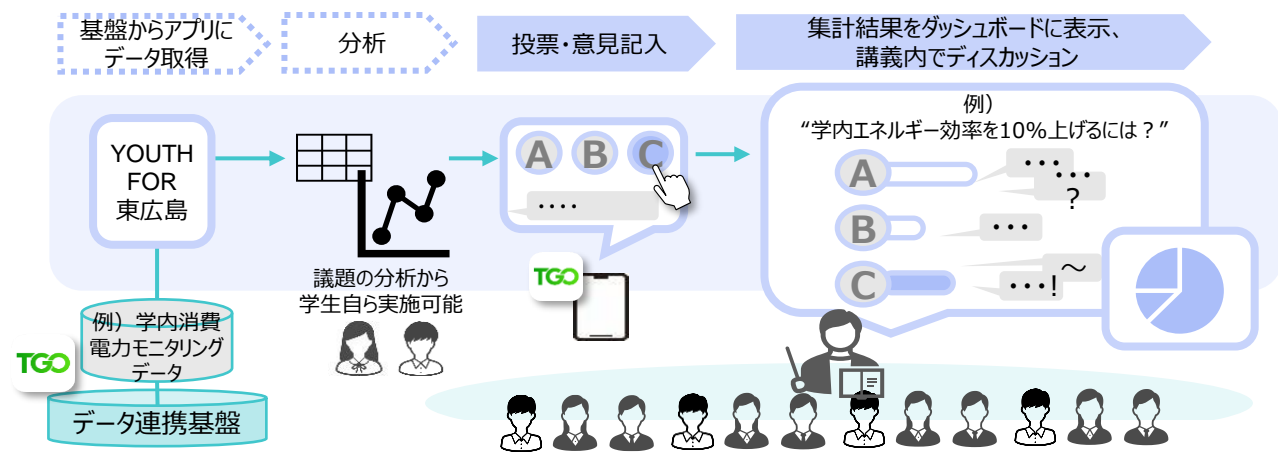 基盤からアプリに
データ取得
分析
投票・意見記入
集計結果をダッシュボードに表示、
講義内でディスカッション
YOUTH
FOR
東広島
議題の分析から
学生自ら実施可能
例）学内消費
電力モニタリング
データ
TGO
データ連携基盤
A B C
・・・・
TGO
例）
“学内エネルギー効率を10％上げるには？”
A
・・・
・・・
？
B
・・・
C
～
・・・!